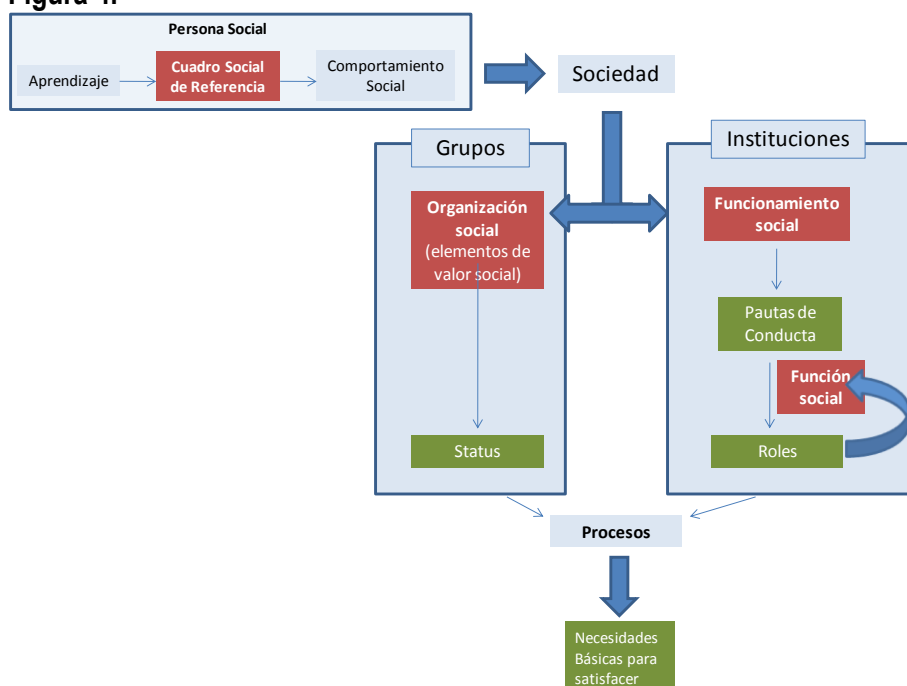 Persona Social
Aprendizaje
Cuadro Social
de Referencia
Comportamiento
Social
Sociedad
Grupos
Organización
social
(elementos de
valor social)
Status
Instituciones
Funcionamiento
social
Pautas de
Conducta
Función
social
Roles
Procesos
Necesidades
Básicas para
satisfacer